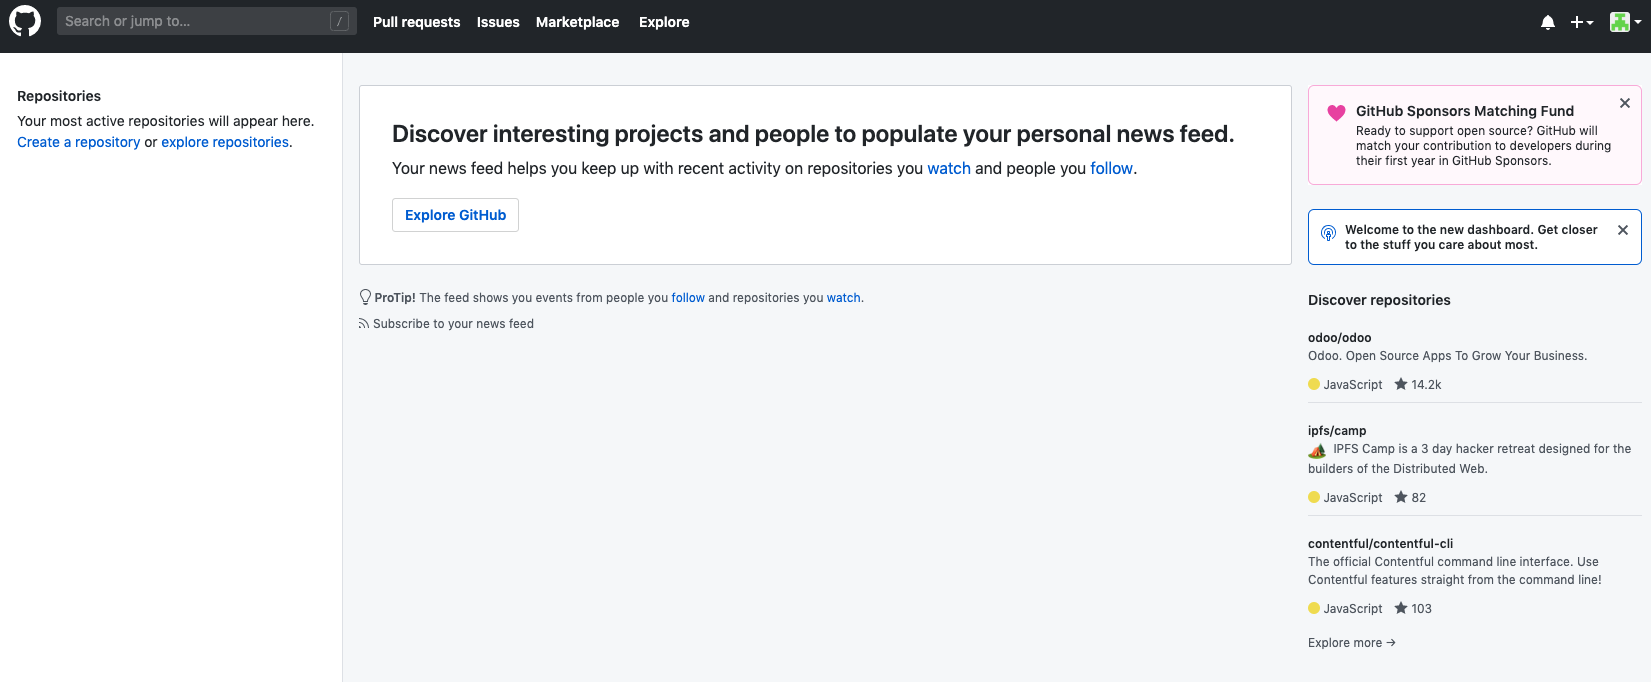 Search or jump to...
/
Pull requests
Issues
Marketplace
Explore
Repositories
Your most active repositories will appear here.
Create a repository or explore repositories.
Discover interesting projects and people to populate your personal news feed.
Your news feed helps you keep up with recent activity on repositories you watch and people you follow.
Explore GitHub
ProTip! The feed shows you events from people you follow and repositories you watch.
Subscribe to your news feed
GitHub Sponsors Matching Fund
Ready to support open source? GitHub will
match your contribution to developers during
their first year in GitHub Sponsors.
Welcome to the new dashboard. Get closer
to the stuff you care about most.
Discover repositories
odoo/odoo
Odoo. Open Source Apps To Grow Your Business.
JavaScript ★ 14.2k
ipfs/camp
🏕 IPFS Camp is a 3 day hacker retreat designed for the
builders of the Distributed Web.
JavaScript ★ 82
contentful/contentful-cli
The official Contentful command line interface. Use
Contentful features straight from the command line!
JavaScript ★ 103
Explore more →